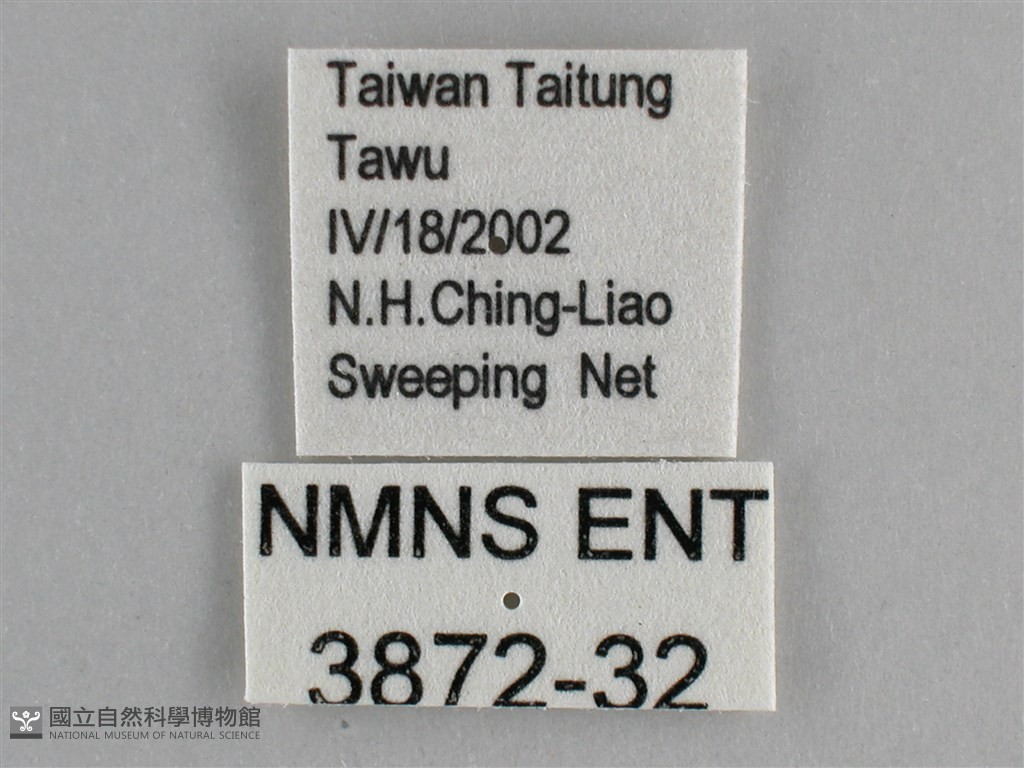 Taiwan Taitung
Tawu
IV/18/2002
N.H.Ching-Liao
Sweeping Net
NMNS ENT
3872-32
國立自然科學博物館
NATIONAL MUSEUM OF NATURAL SCIENCE